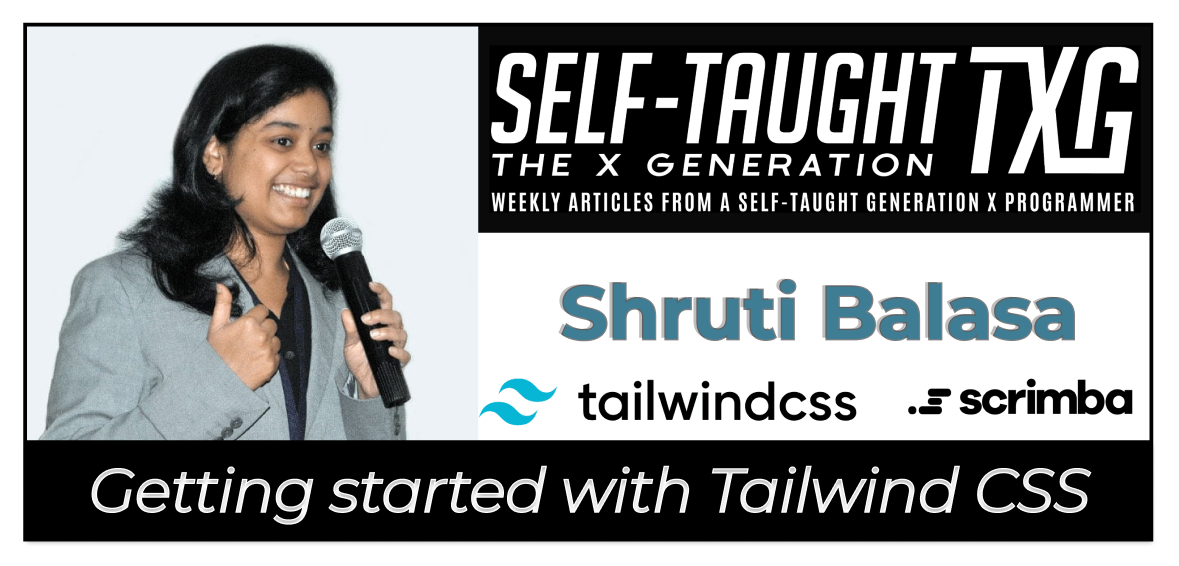 SELF-TAUGHT TXG
THE X GENERATION
WEEKLY ARTICLES FROM A SELF-TAUGHT GENERATION X PROGRAMMER
Shruti Balasa
tailwindcss
scrimba
Getting started with Tailwind CSS